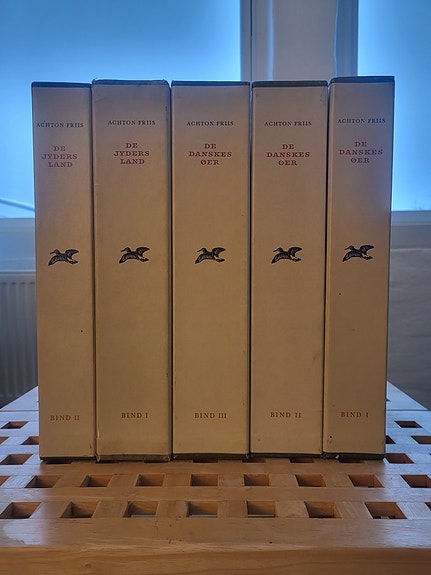 ACHTON FRIIS
DE
JYDERS
LAND
BIND II
ACHTON FRIIS
DE
JYDERS
LAND
BIND I
ACHTON FRIIS
DE
DANSKES
ØER
BIND III
ACHTON FRIIS
DE
DANSKES
ØER
BIND II
ACHTON FRIIS
DE
DANSKES
ØER
BIND I